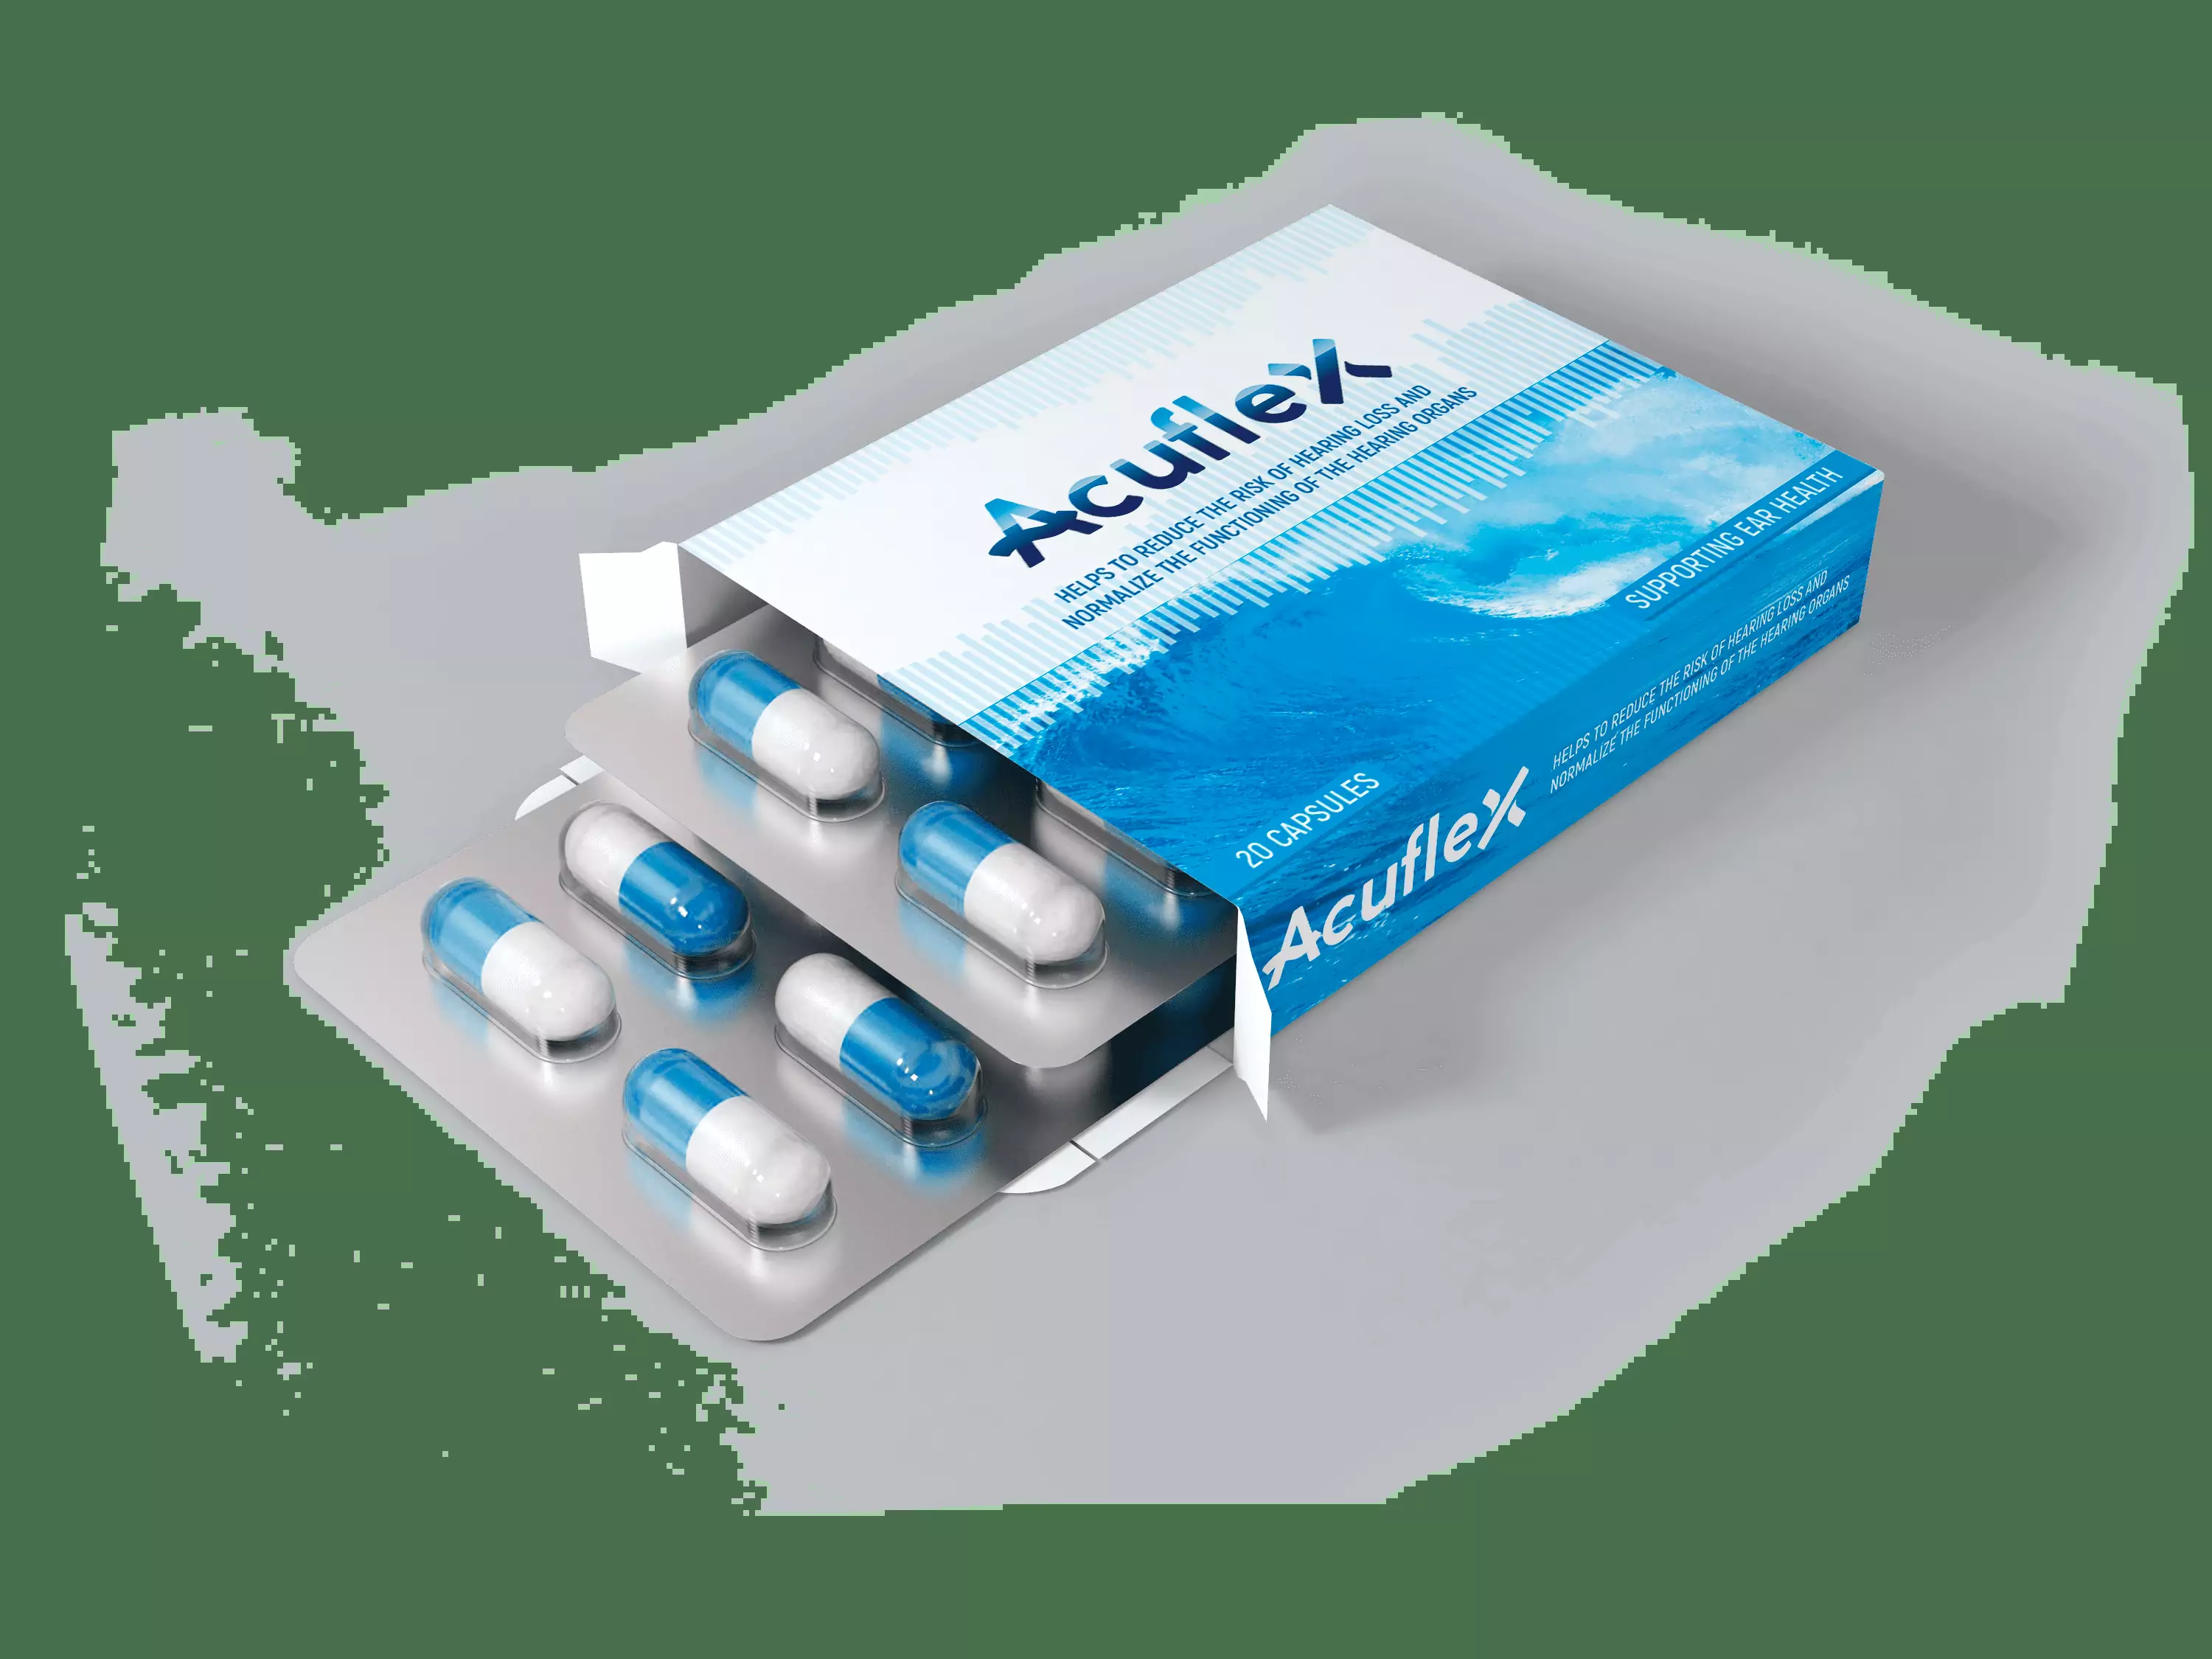 Acuflex
HELPS TO REDUCE THE RISK OF HEARING LOSS AND
NORMALIZE THE FUNCTIONING OF THE HEARING ORGANS
SUPPORTING EAR HEALTH
20 CAPSULES
Acuflex
HELPS TO REDUCE THE RISK OF HEARING LOSS AND
NORMALIZE THE FUNCTIONING OF THE HEARING ORGANS